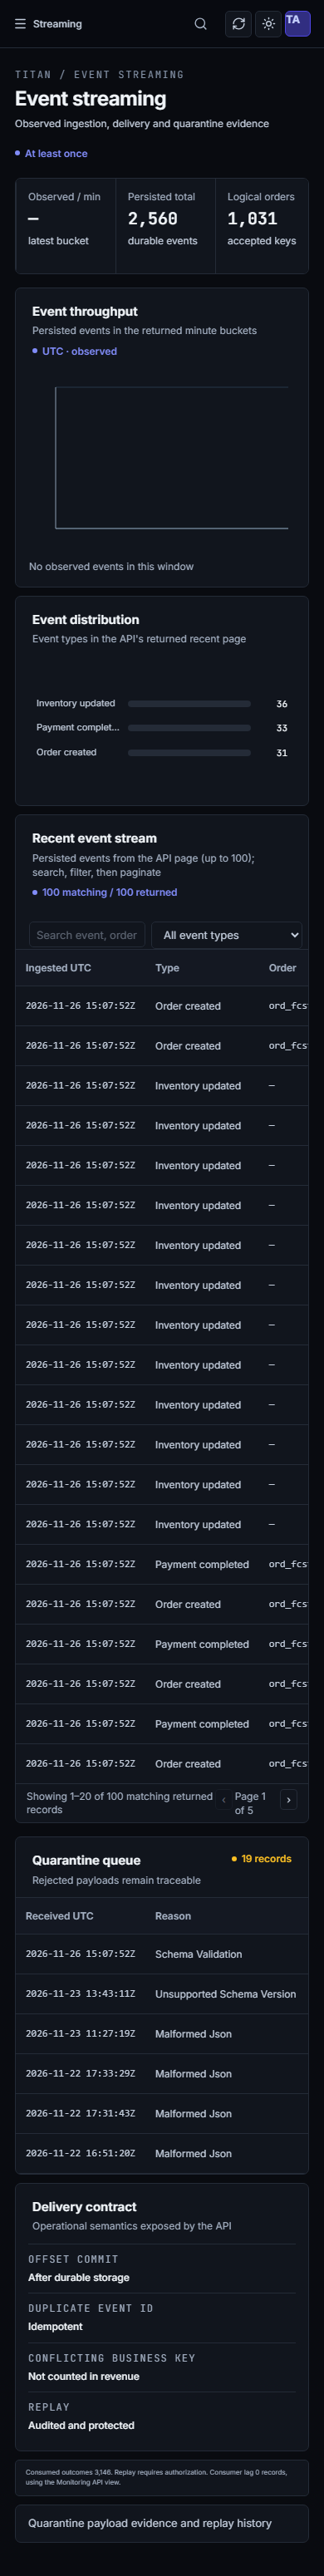 Streaming
TA
TITAN / EVENT STREAMING
Event streaming
Observed ingestion, delivery and quarantine evidence
At least once
Observed / min
Persisted total
Logical orders
—
2,560
1,031
latest bucket
durable events
accepted keys
Event throughput
Persisted events in the returned minute buckets
UTC · observed
No observed events in this window
Event distribution
Event types in the API's returned recent page
Inventory updated 36
Payment complet... 33
Order created 31
Recent event stream
Persisted events from the API page (up to 100);
search, filter, then paginate
100 matching / 100 returned
Search event, order
All event types
Ingested UTC Type Order
2026-11-26 15:07:52Z Order created ord_fcs
2026-11-26 15:07:52Z Order created ord_fcs
2026-11-26 15:07:52Z Inventory updated —
2026-11-26 15:07:52Z Inventory updated —
2026-11-26 15:07:52Z Inventory updated —
2026-11-26 15:07:52Z Inventory updated —
2026-11-26 15:07:52Z Inventory updated —
2026-11-26 15:07:52Z Inventory updated —
2026-11-26 15:07:52Z Inventory updated —
2026-11-26 15:07:52Z Inventory updated —
2026-11-26 15:07:52Z Inventory updated —
2026-11-26 15:07:52Z Inventory updated —
2026-11-26 15:07:52Z Inventory updated —
2026-11-26 15:07:52Z Inventory updated —
2026-11-26 15:07:52Z Payment completed ord_fcs
2026-11-26 15:07:52Z Order created ord_fcs
2026-11-26 15:07:52Z Payment completed ord_fcs
2026-11-26 15:07:52Z Order created ord_fcs
2026-11-26 15:07:52Z Payment completed ord_fcs
2026-11-26 15:07:52Z Order created ord_fcs
Showing 1–20 of 100 matching returned
records
‹ Page 1
of 5 ›
Quarantine queue
19 records
Rejected payloads remain traceable
Received UTC Reason
2026-11-26 15:07:52Z Schema Validation
2026-11-23 13:43:11Z Unsupported Schema Version
2026-11-23 11:27:19Z Malformed Json
2026-11-22 17:33:29Z Malformed Json
2026-11-22 17:31:43Z Malformed Json
2026-11-22 16:51:20Z Malformed Json
Delivery contract
Operational semantics exposed by the API
OFFSET COMMIT
After durable storage
DUPLICATE EVENT ID
Idempotent
CONFLICTING BUSINESS KEY
Not counted in revenue
REPLAY
Audited and protected
Consumed outcomes 3,146. Replay requires authorization. Consumer lag 0 records,
using the Monitoring API view.
Quarantine payload evidence and replay history